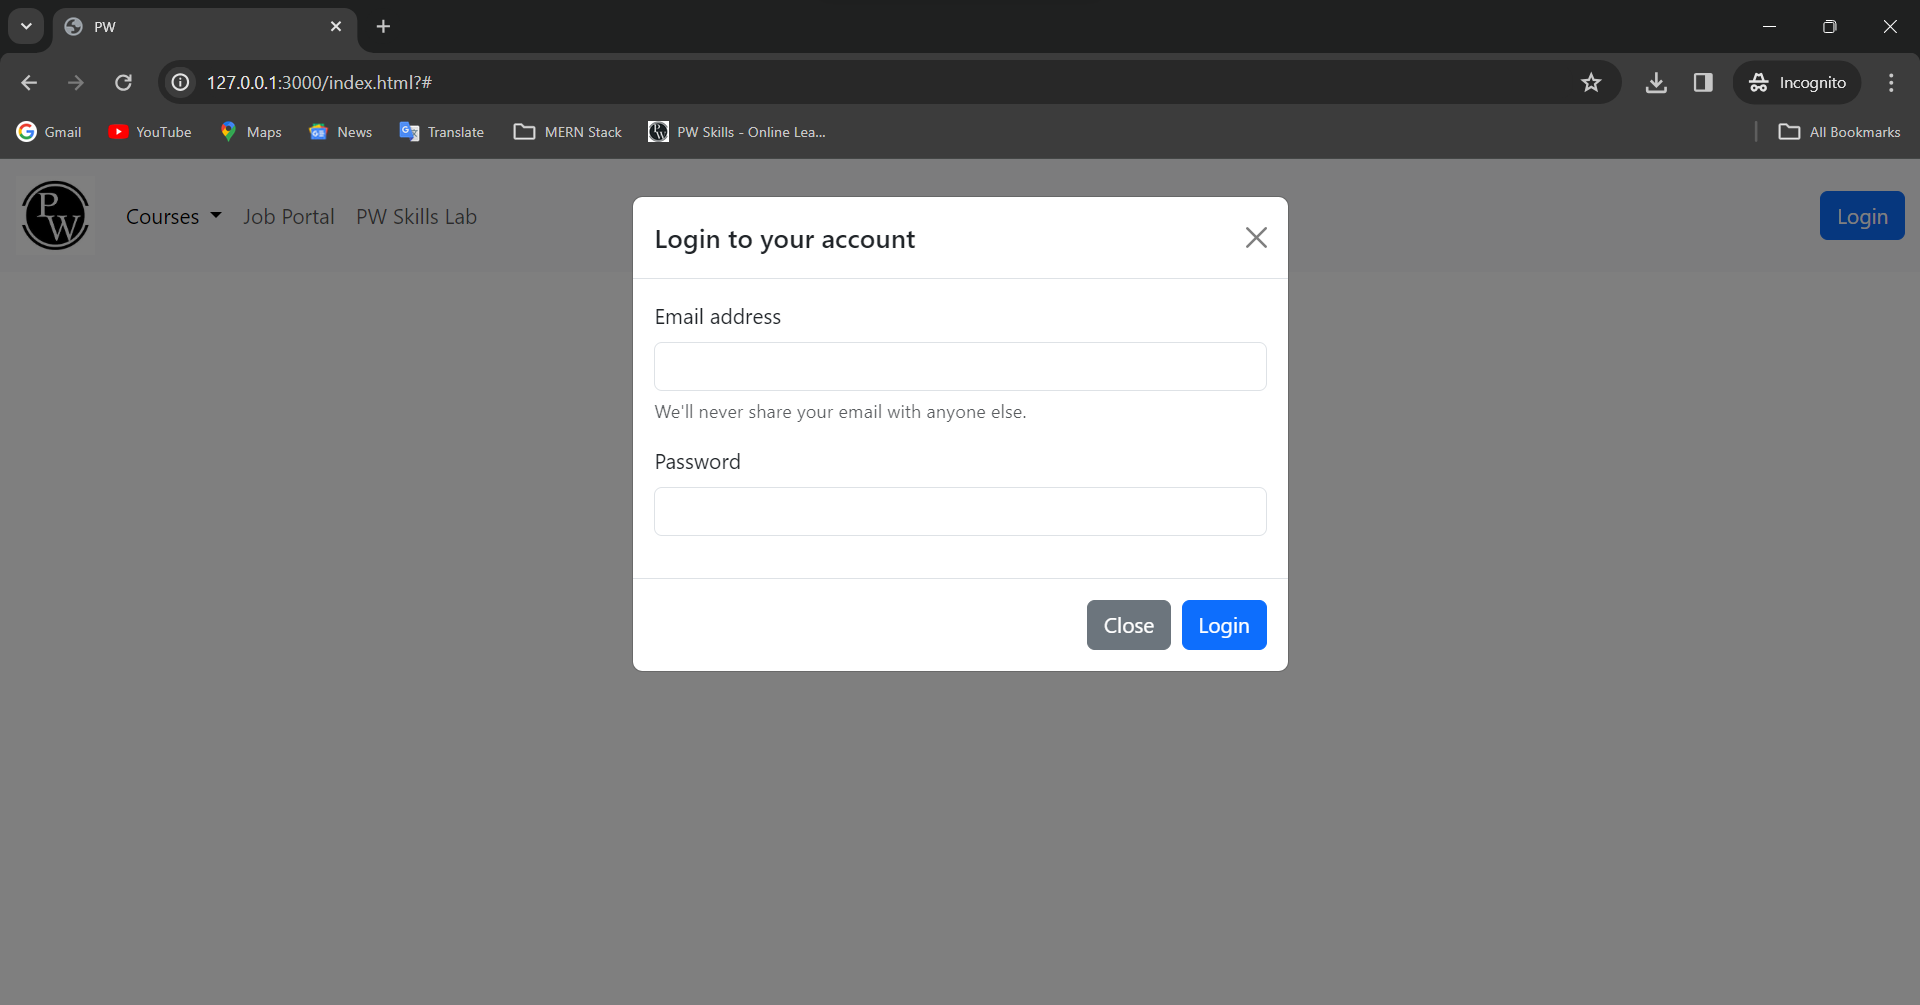 PW
127.0.0.1:3000/index.html?#
Incognito
Gmail YouTube Maps News Translate MERN Stack PW Skills - Online Lea... All Bookmarks
PW Courses Job Portal PW Skills Lab Login
Login to your account
Email address
We'll never share your email with anyone else.
Password
Close Login